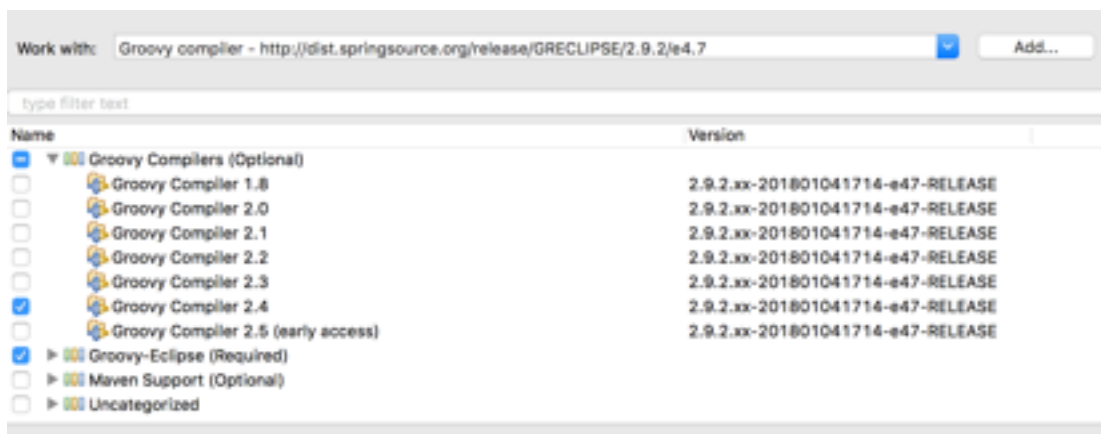 Work with: Groovy compiler - http://dist.springsource.org/release/GRECLIPSE/2.9.2/e4.7 Add...
type filter text
Name Version
Groovy Compilers (Optional)
Groovy Compiler 1.8 2.9.2.xx-201801041714-e47-RELEASE
Groovy Compiler 2.0 2.9.2.xx-201801041714-e47-RELEASE
Groovy Compiler 2.1 2.9.2.xx-201801041714-e47-RELEASE
Groovy Compiler 2.2 2.9.2.xx-201801041714-e47-RELEASE
Groovy Compiler 2.3 2.9.2.xx-201801041714-e47-RELEASE
Groovy Compiler 2.4 2.9.2.xx-201801041714-e47-RELEASE
Groovy Compiler 2.5 (early access) 2.9.2.xx-201801041714-e47-RELEASE
Groovy-Eclipse (Required)
Maven Support (Optional)
Uncategorized